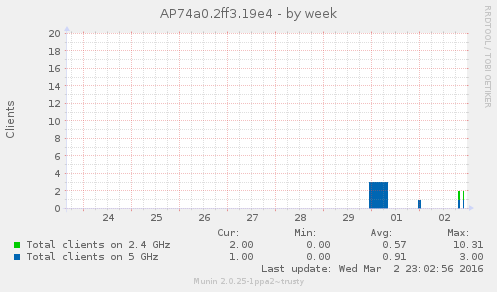 AP74a0.2ff3.19e4 - by week
RRDTOOL / TOBI OETIKER
Clients
20
18
16
14
12
10
8
6
4
2
0
24 25 26 27 28 29 01 02
Cur: Min: Avg: Max:
Total clients on 2.4 GHz 2.00 0.00 0.57 10.31
Total clients on 5 GHz 1.00 0.00 0.91 3.00
Last update: Wed Mar 2 23:02:56 2016
Munin 2.0.25-1ppa2~trusty